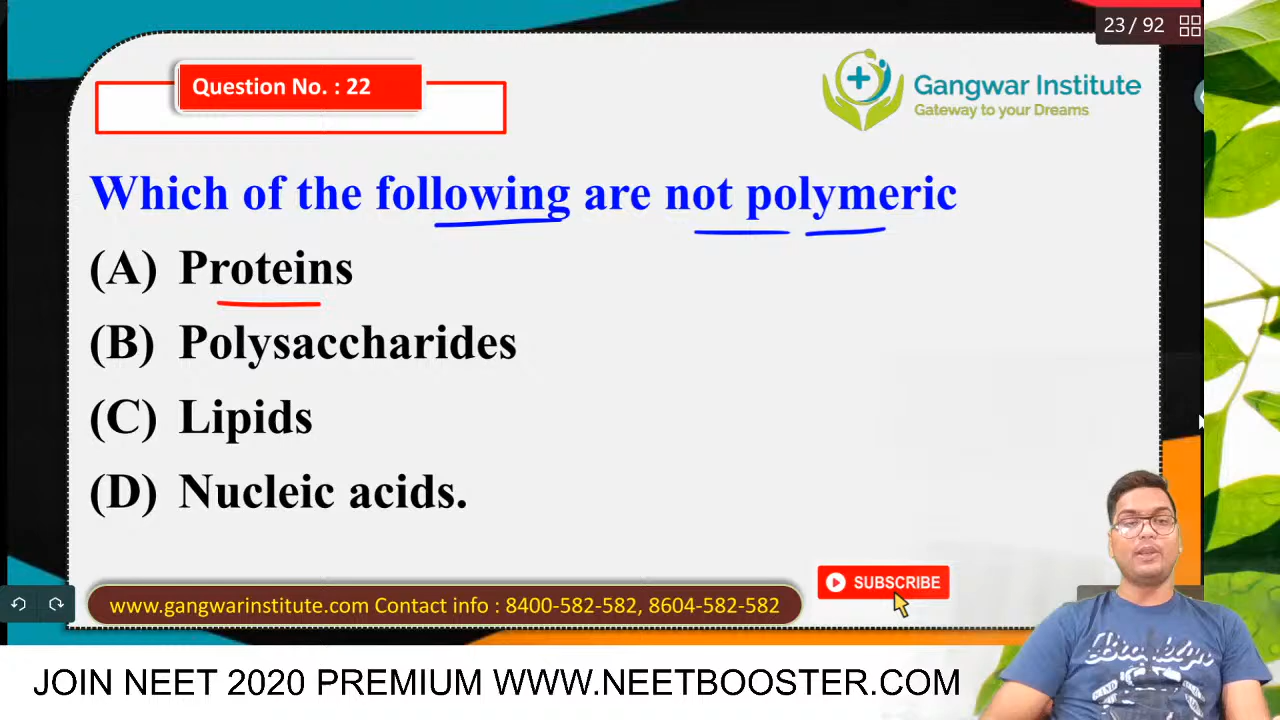 23 / 92
Question No. : 22
Gangwar Institute
Gateway to your Dreams
Which of the following are not polymeric
(A) Proteins
(B) Polysaccharides
(C) Lipids
(D) Nucleic acids.
www.gangwarinstitute.com Contact info : 8400-582-582, 8604-582-582
SUBSCRIBE
JOIN NEET 2020 PREMIUM WWW.NEETBOOSTER.COM
Brooklyn